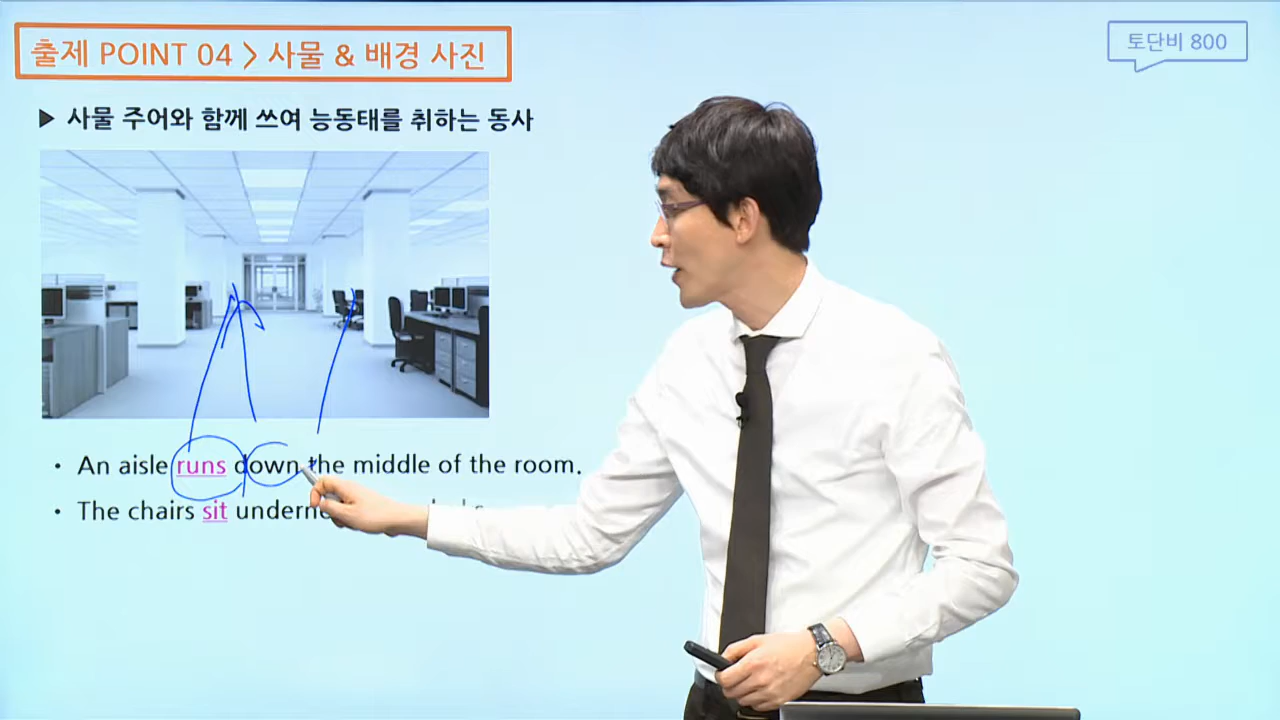 출제 POINT 04 > 사물 & 배경 사진
토단비 800
▶ 사물 주어와 함께 쓰여 능동태를 취하는 동사
• An aisle runs down the middle of the room.
• The chairs sit